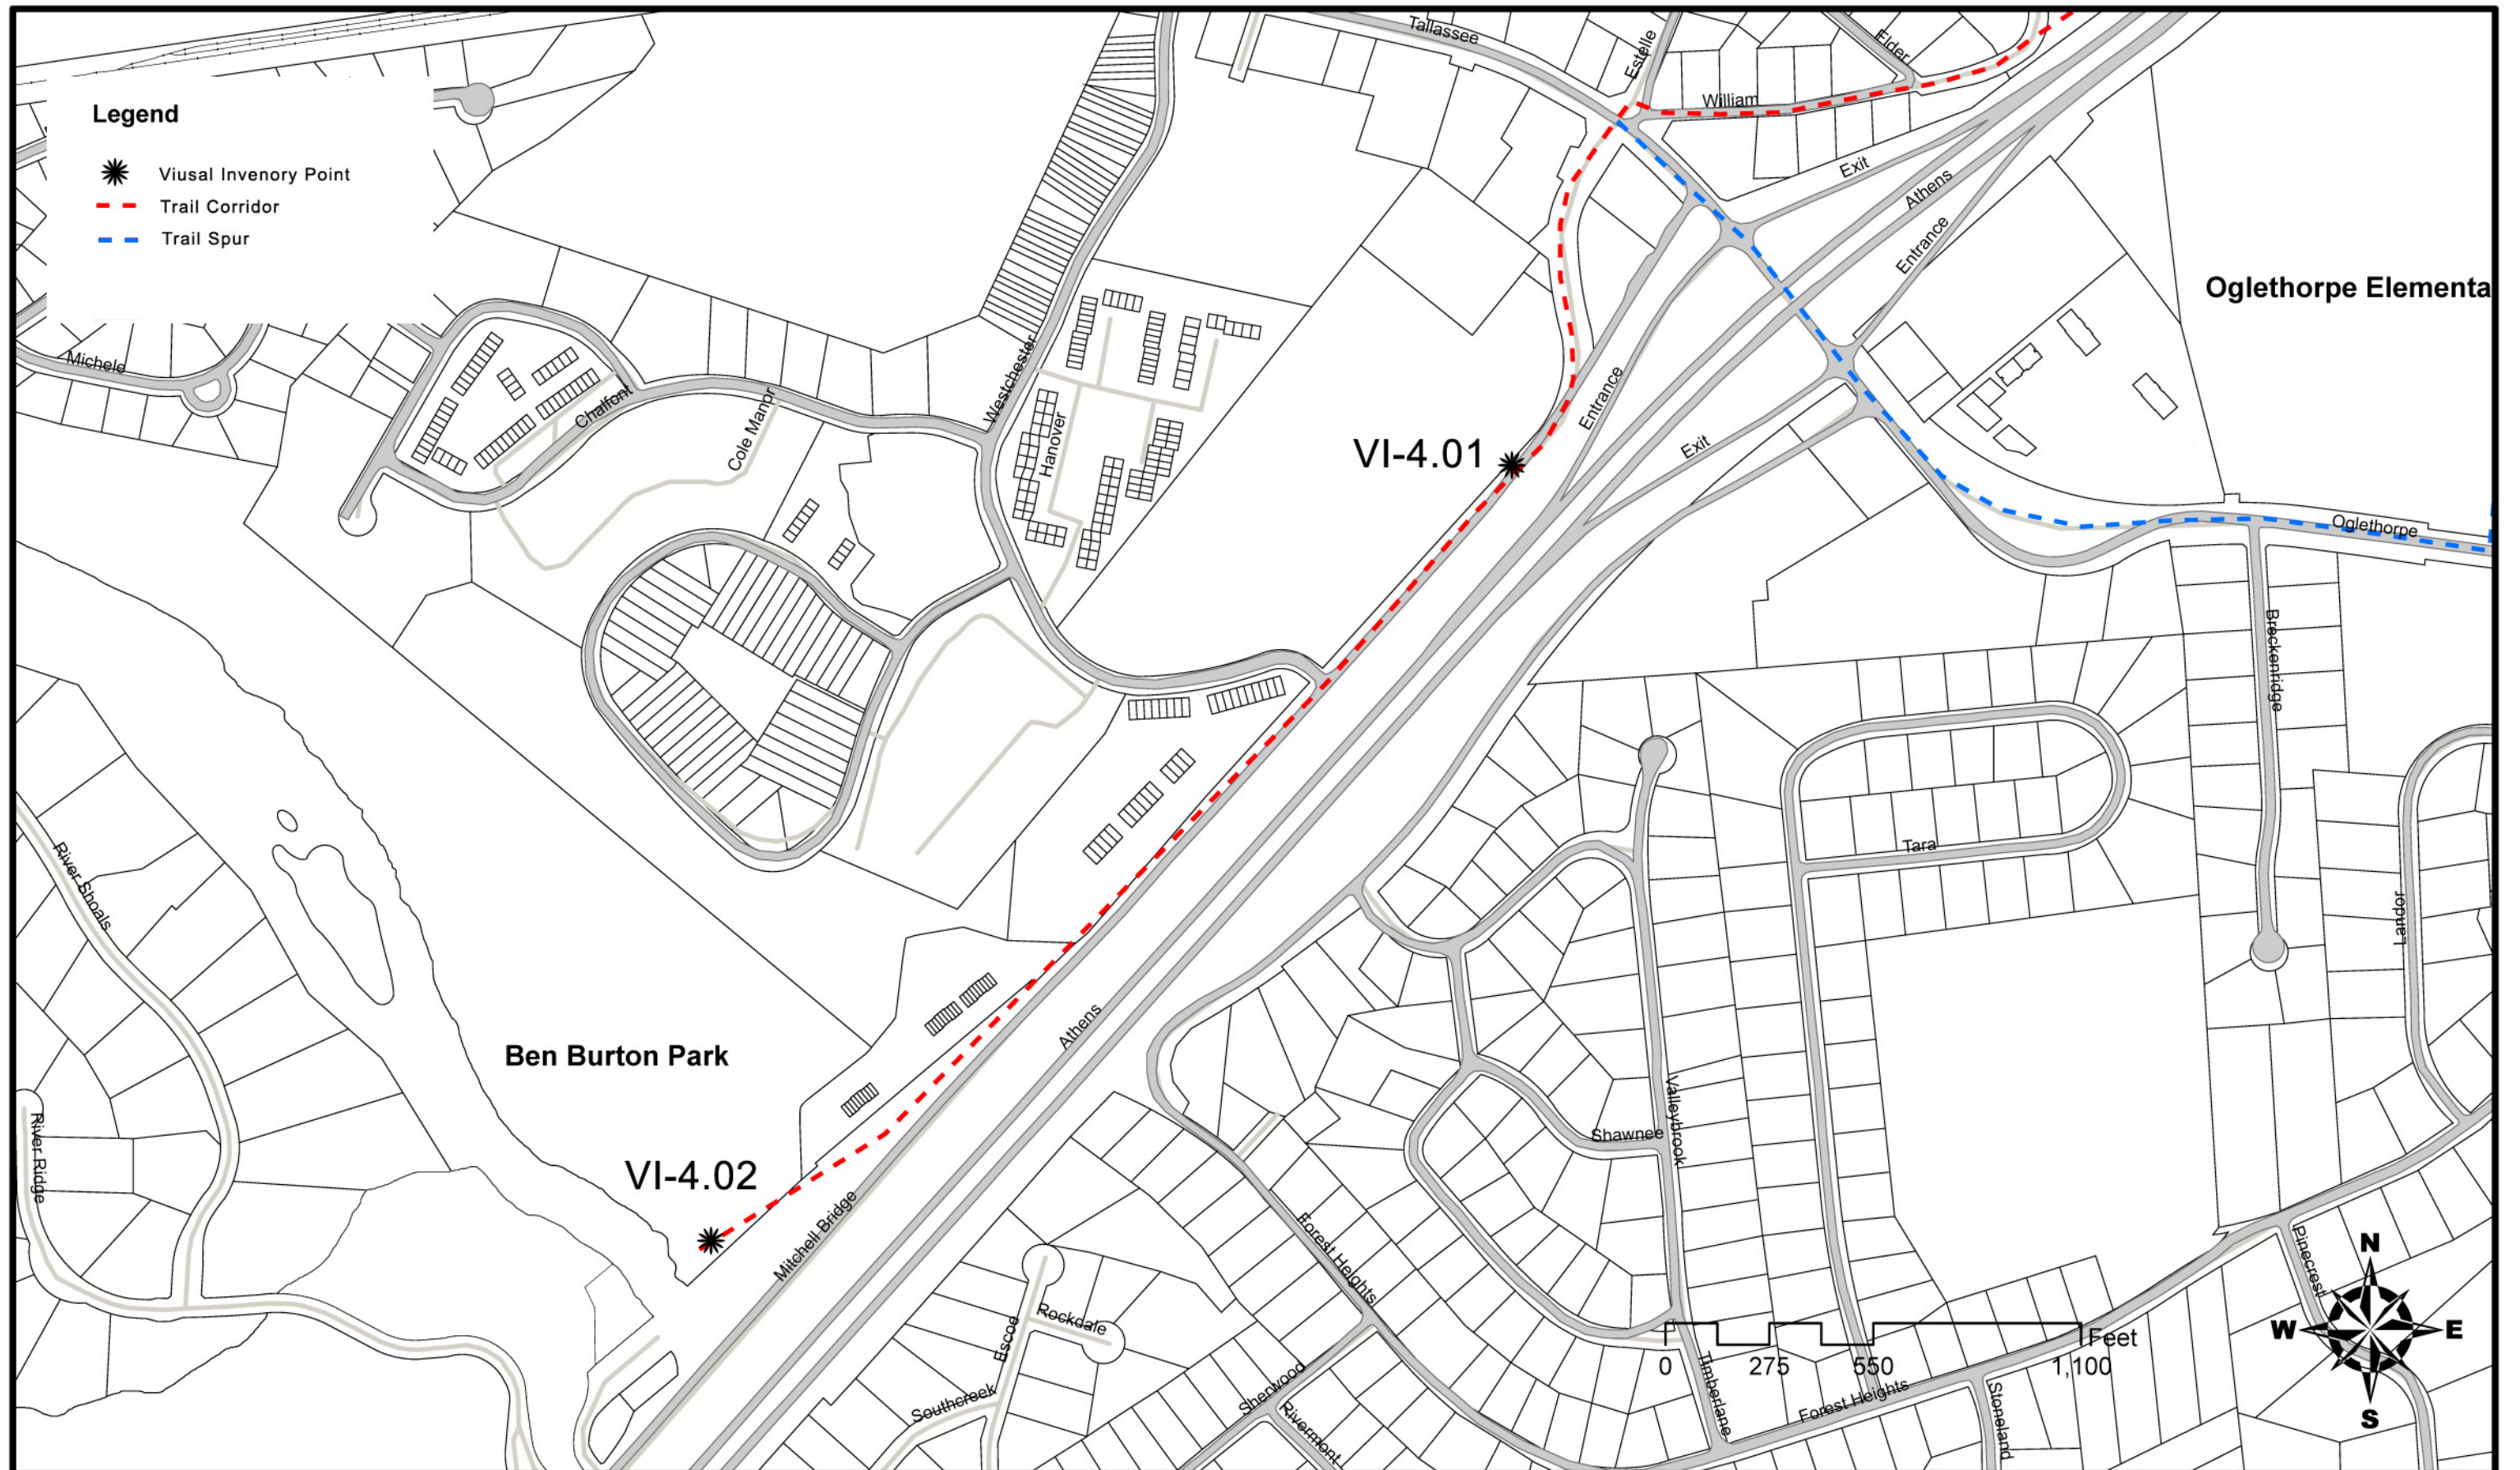 Tallassee
Estelle
Elder
William
Legend
Viusal Invenory Point
Trail Corridor
Trail Spur
Exit
Athens
Entrance
Oglethorpe Elementa
Michele
Westchester
Chalfont
Cole Manor
Hanover
Entrance
VI-4.01
Exit
Oglethorpe
Breckenridge
River Shoals
Tara
Laudor
Athens
Ben Burton Park
River Ridge
Valleybrook
Shawnee
VI-4.02
Mitchell Bridge
Forest Heights
Pinecrest
N
W
E
S
Rockdale
Escoe
Feet
0
275
550
1,100
Southcreek
Sherwood
Rivermont
Timberlane
Forest Heights
Stoneland